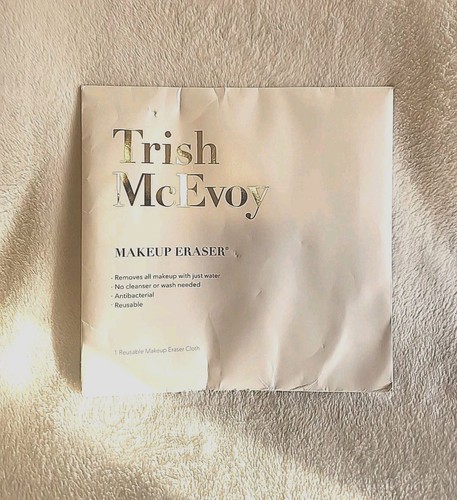 Trish
McEvoy
MAKEUP ERASER®
· Removes all makeup with just water
· No cleanser or wash needed
· Antibacterial
· Reusable
1 Reusable Makeup Eraser Cloth